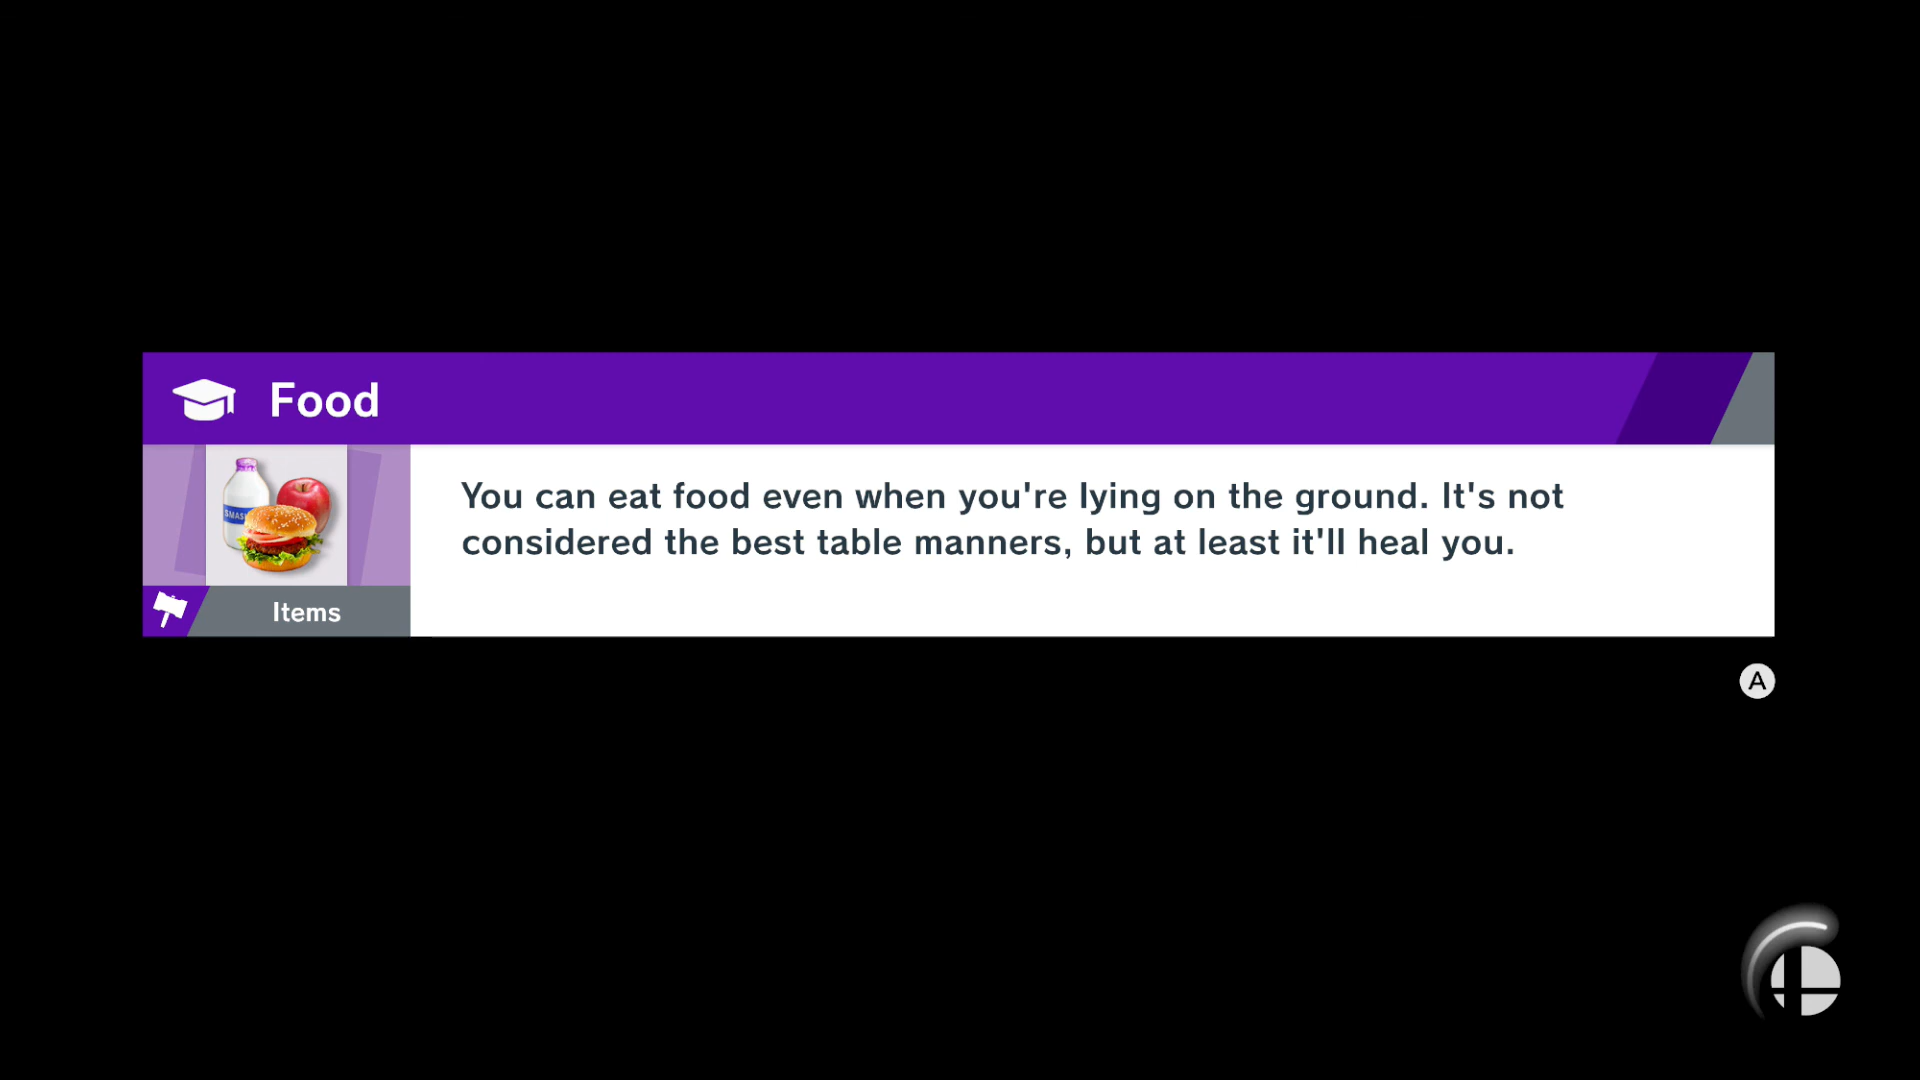 Food
SMAS
You can eat food even when you're lying on the ground. It's not
considered the best table manners, but at least it'll heal you.
Items
A